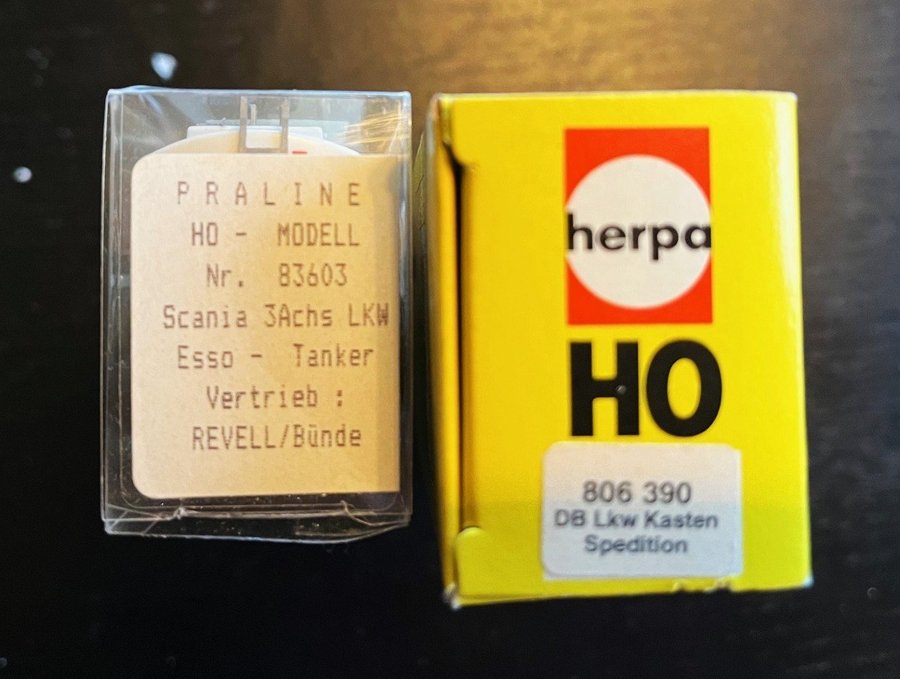 PRALINE
HO - MODELL
Nr. 83603
Scania 3Achs LKW
Esso - Tanker
Vertrieb :
REVELL/Bünde
herpa
HO
806 390
DB Lkw Kasten
Spedition